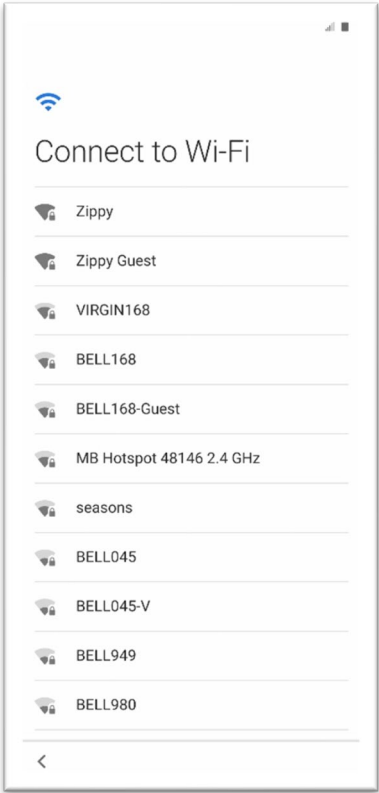 Connect to Wi-Fi
Zippy
Zippy Guest
VIRGIN168
BELL168
BELL168-Guest
MB Hotspot 48146 2.4 GHz
seasons
BELL045
BELL045-V
BELL949
BELL980